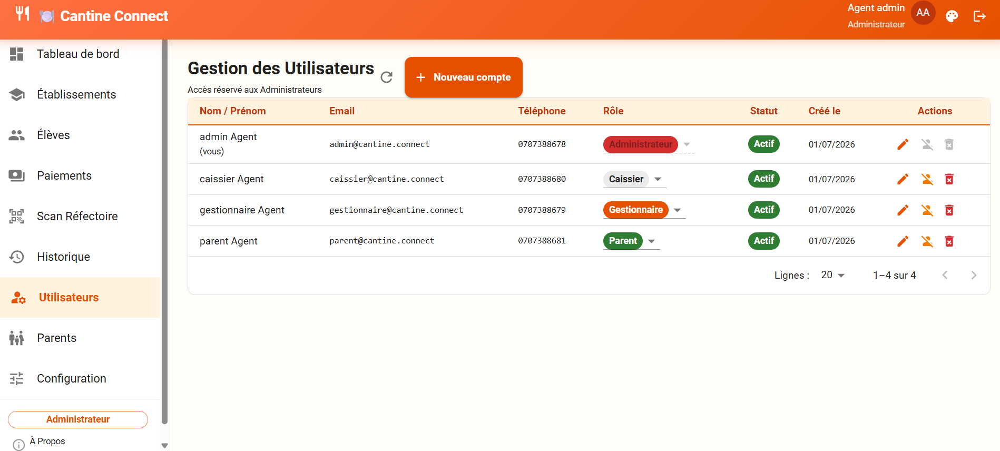 Cantine Connect
Agent admin
Administrateur
AA
Tableau de bord
Établissements
Élèves
Paiements
Scan Réfectoire
Historique
Utilisateurs
Parents
Configuration
Administrateur
À Propos
Gestion des Utilisateurs
Accès réservé aux Administrateurs
Nouveau compte
Nom / Prénom Email Téléphone Rôle Statut Créé le Actions
admin Agent
(vous)
admin@cantine.connect 0707388678 Administrateur Actif 01/07/2026
caissier Agent caissier@cantine.connect 0707388680 Caissier Actif 01/07/2026
gestionnaire Agent gestionnaire@cantine.connect 0707388679 Gestionnaire Actif 01/07/2026
parent Agent parent@cantine.connect 0707388681 Parent Actif 01/07/2026
Lignes : 20 1–4 sur 4